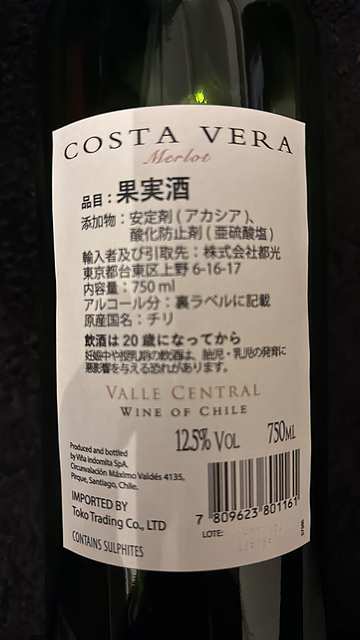 COSTA VERA
Merlot
品目：果実酒
添加物：安定剤（アカシア）、
酸化防止剤（亜硫酸塩）
輸入者及び引取先：株式会社都光
東京都台東区上野 6-16-17
内容量：750 ml
アルコール分：裏ラベルに記載
原産国名：チリ
飲酒は 20 歳になってから
妊娠中や授乳期の飲酒は、胎児・乳児の発育に
悪影響を与える恐れがあります。
VALLE CENTRAL
WINE OF CHILE
12.5% VOL 750ML
Produced and bottled
by Viña Indomita SpA.
Circunvalación Máximo Valdés 4135,
Pirque, Santiago, Chile.
IMPORTED BY
Toko Trading Co., LTD
CONTAINS SULPHITES
7 809623 801161
LOTE: